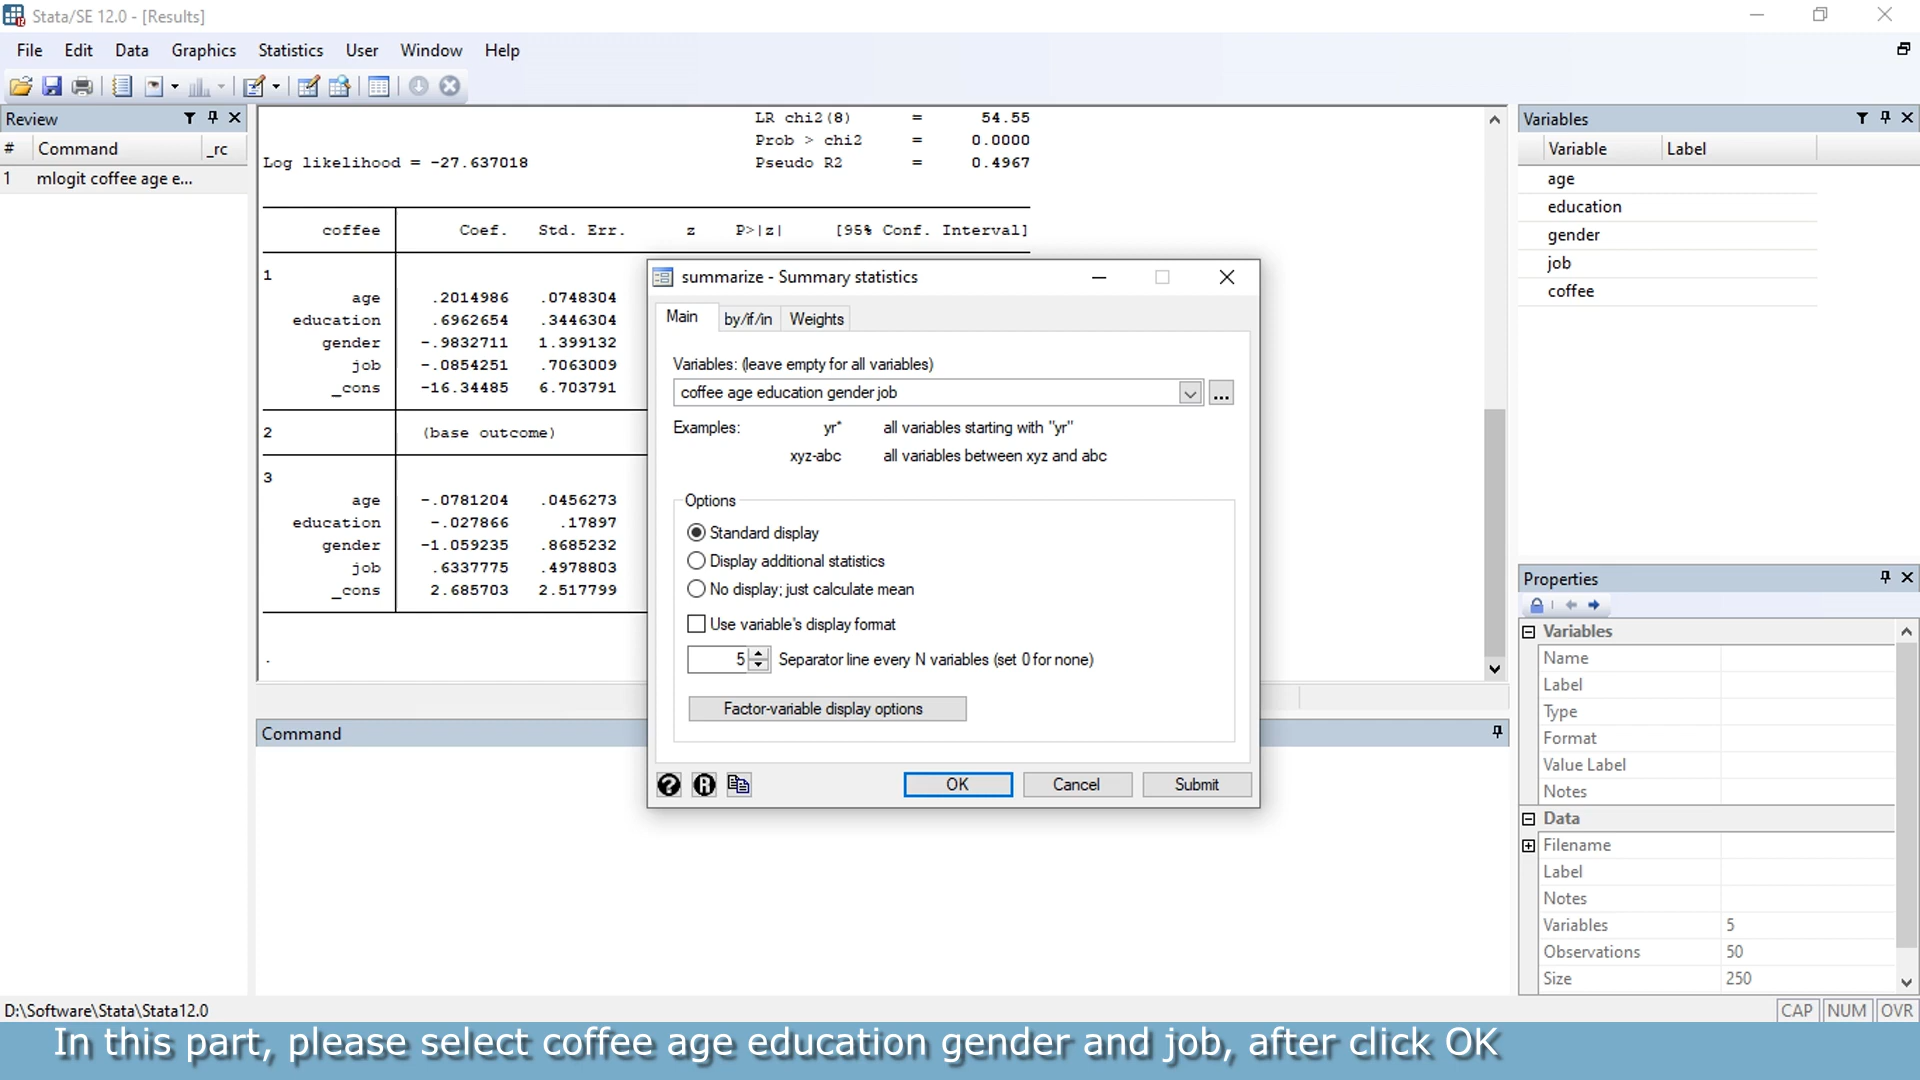 Stata/SE 12.0 - [Results]
File Edit Data Graphics Statistics User Window Help
Review
# Command _rc
1 mlogit coffee age e...
LR chi2(8) = 54.55
Prob > chi2 = 0.0000
Log likelihood = -27.637018 Pseudo R2 = 0.4967
coffee Coef. Std. Err. z P>|z| [95% Conf. Interval]
1
age .2014986 .0748304
education .6962654 .3446304
gender -.9832711 1.399132
job -.0854251 .7063009
_cons -16.34485 6.703791
2 (base outcome)
3
age -.0781204 .0456273
education -.027866 .17897
gender -1.059235 .8685232
job .6337775 .4978803
_cons 2.685703 2.517799
.
Command
summarize - Summary statistics
Main by/if/in Weights
Variables: (leave empty for all variables)
coffee age education gender job
...
Examples: yr* all variables starting with "yr"
xyz-abc all variables between xyz and abc
Options
Standard display
Display additional statistics
No display; just calculate mean
Use variable's display format
5 Separator line every N variables (set 0 for none)
Factor-variable display options
? R OK Cancel Submit
Variables
Variable Label
age
education
gender
job
coffee
Properties
Variables
Name
Label
Type
Format
Value Label
Notes
Data
Filename
Label
Notes
Variables 5
Observations 50
Size 250
D:\Software\Stata\Stata12.0
CAP NUM OVR
In this part, please select coffee age education gender and job, after click OK